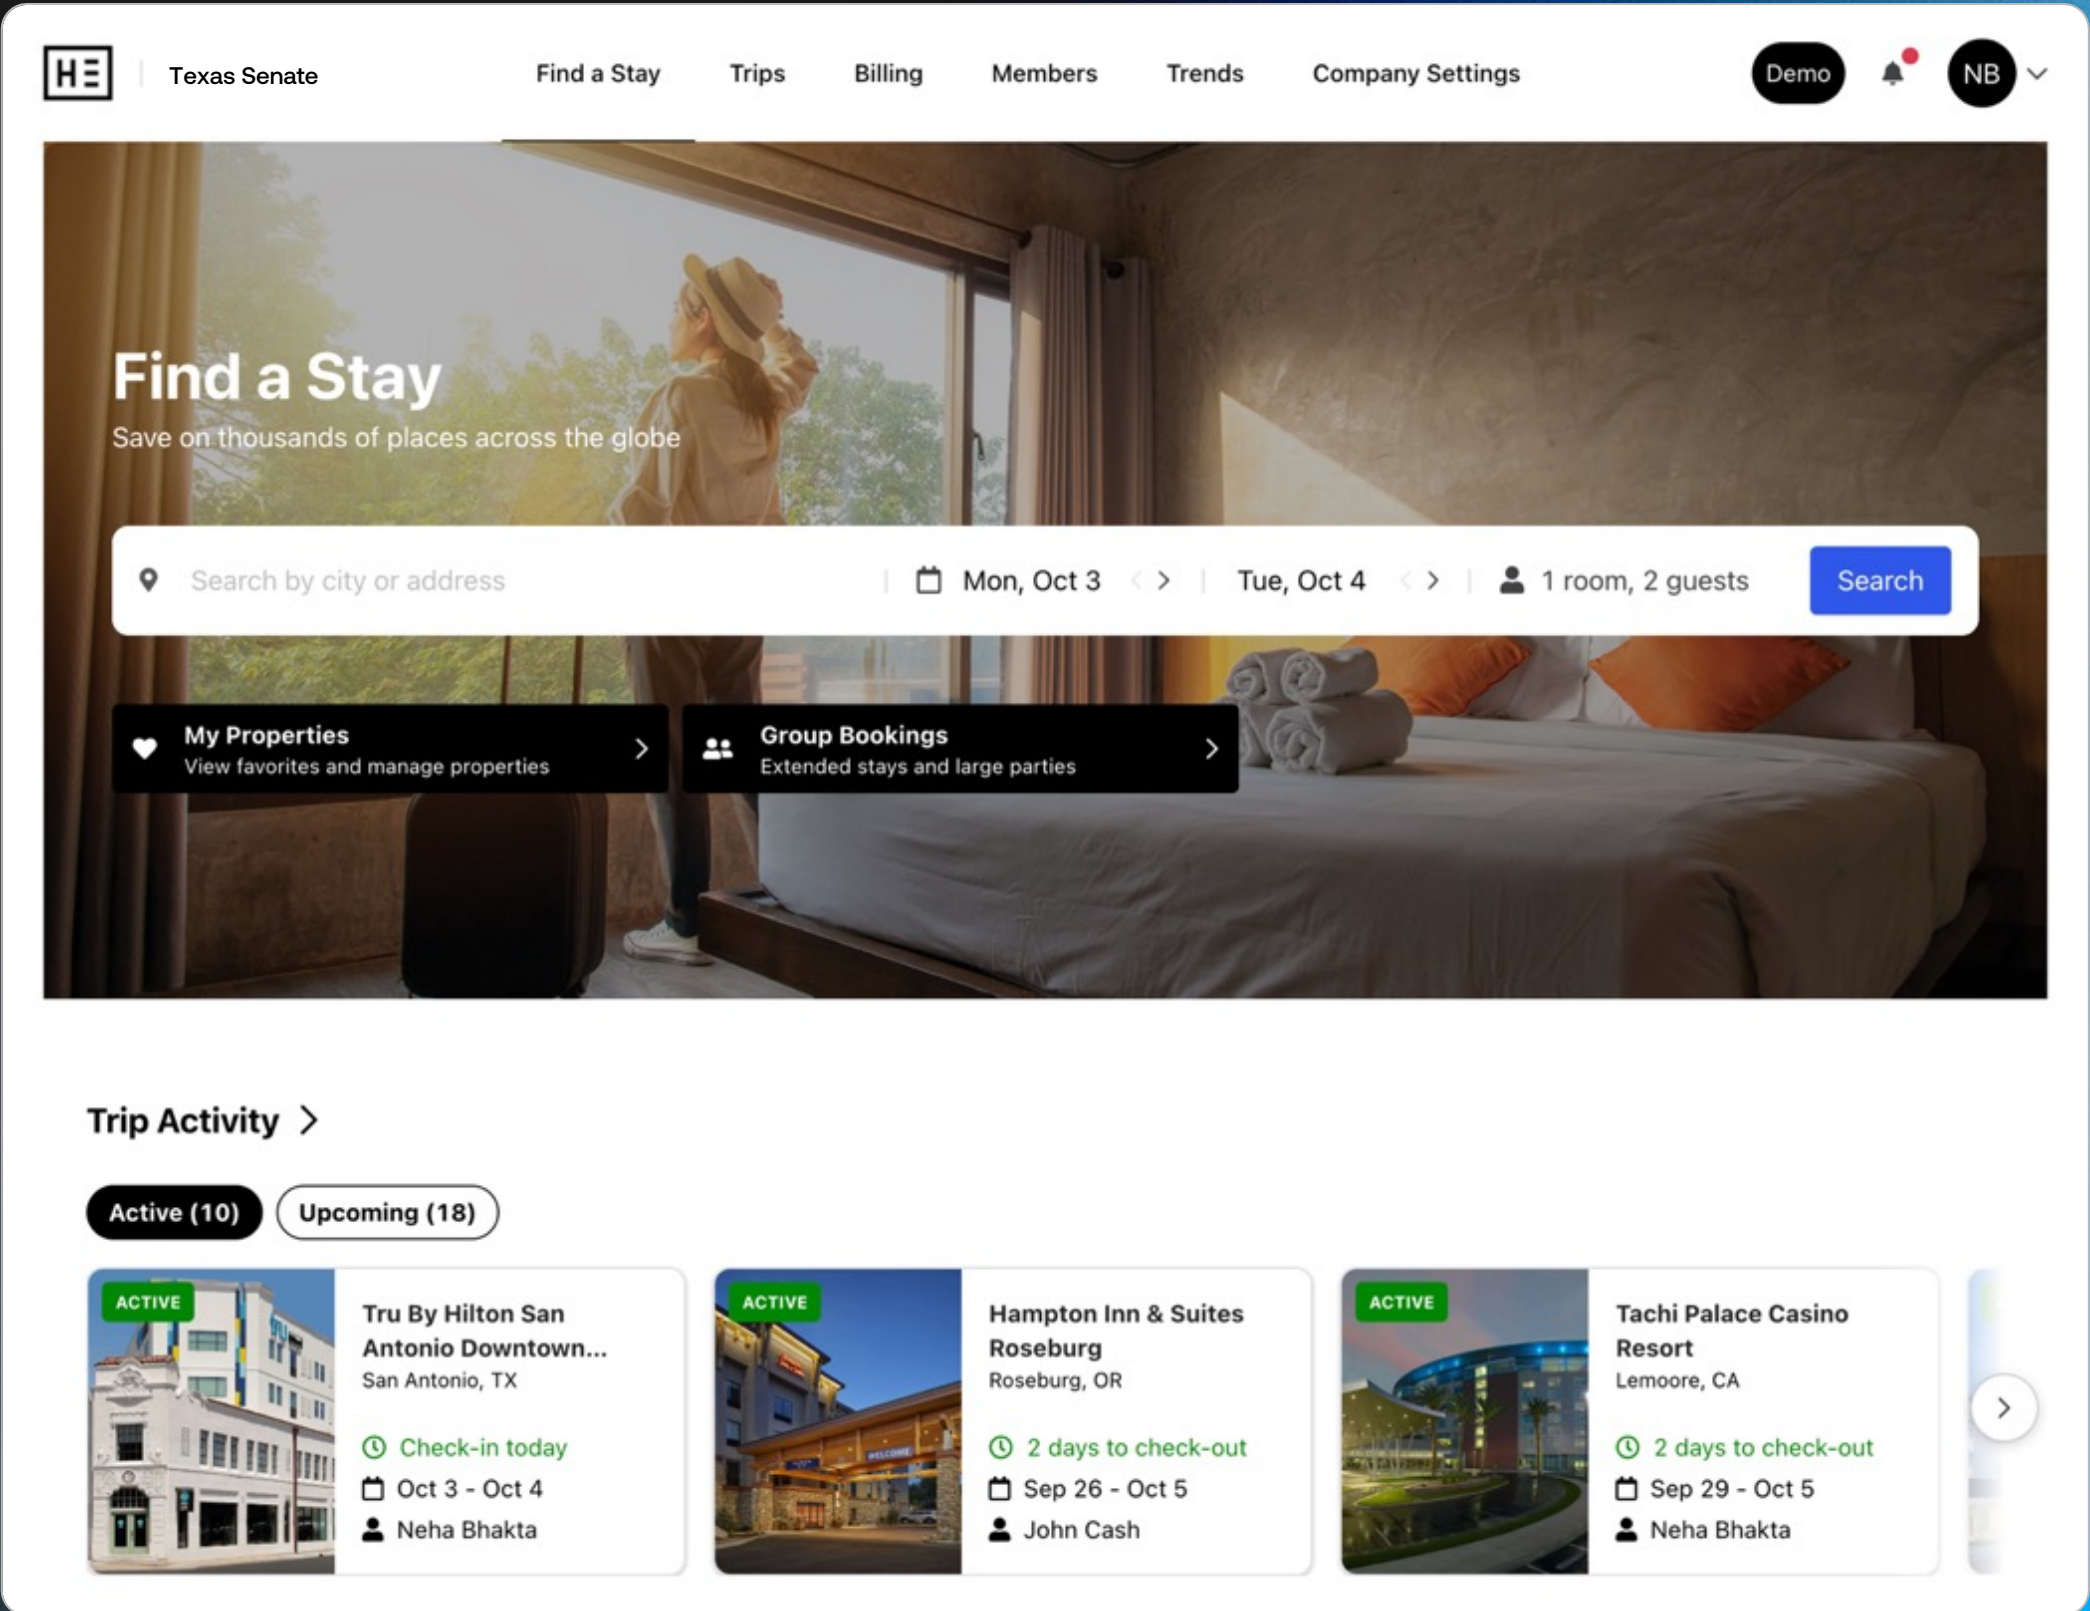 HE
Texas Senate
Find a Stay
Trips
Billing
Members
Trends
Company Settings
Demo
NB
Find a Stay
Save on thousands of places across the globe
Search by city or address
Mon, Oct 3
Tue, Oct 4
1 room, 2 guests
Search
My Properties
View favorites and manage properties
Group Bookings
Extended stays and large parties
Trip Activity
Active (10)
Upcoming (18)
ACTIVE
Tru By Hilton San
Antonio Downtown...
San Antonio, TX
Check-in today
Oct 3 - Oct 4
Neha Bhakta
ACTIVE
WELCOME
Hampton Inn & Suites
Roseburg
Roseburg, OR
2 days to check-out
Sep 26 - Oct 5
John Cash
ACTIVE
Tachi Palace Casino
Resort
Lemoore, CA
2 days to check-out
Sep 29 - Oct 5
Neha Bhakta